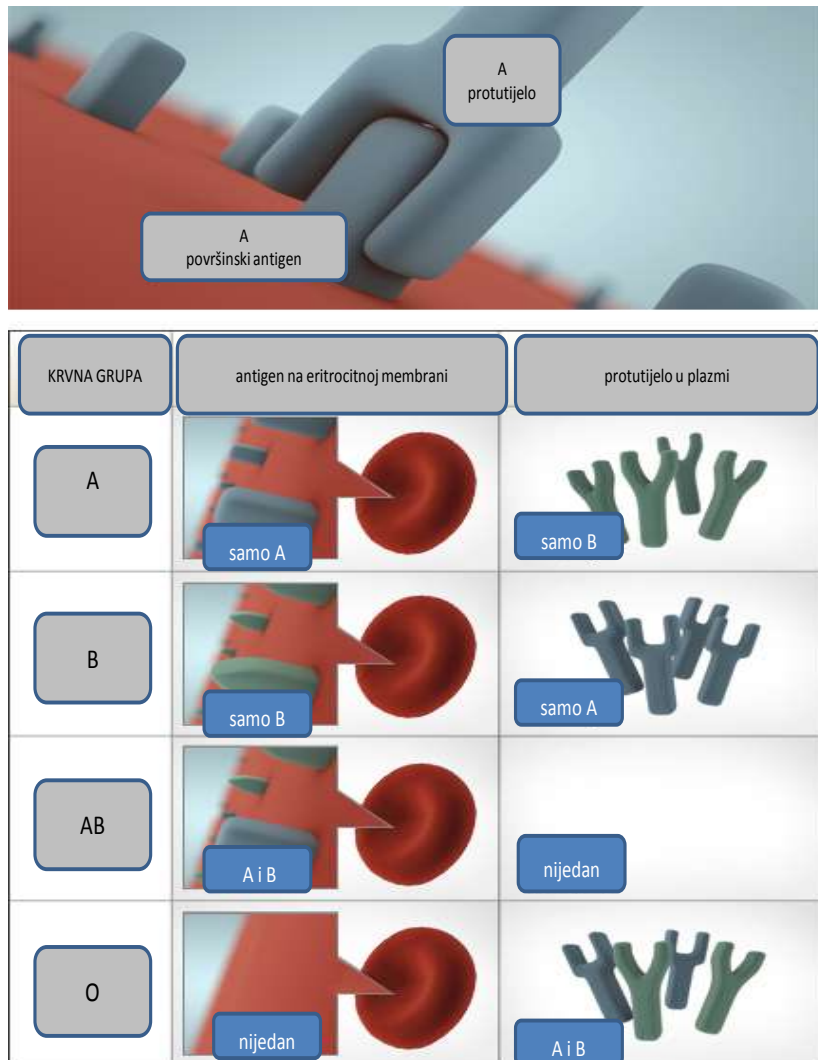 A
protutijelo
A
površinski antigen
KRVNA GRUPA
antigen na eritrocitnoj membrani
protutijelo u plazmi
A
samo A
samo B
B
samo B
samo A
AB
A i B
nijedan
O
nijedan
A i B